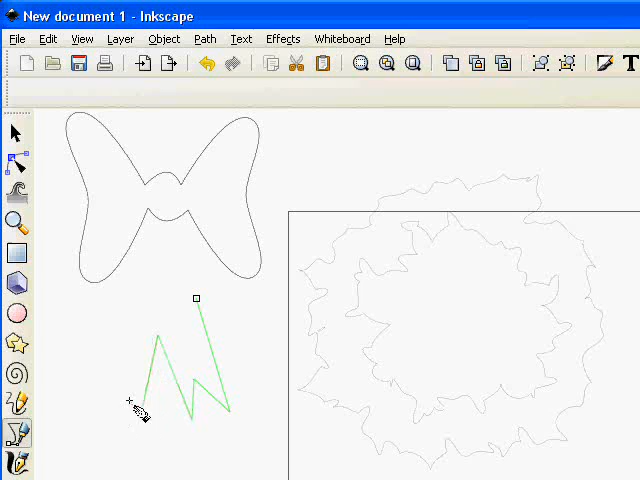 New document 1 - Inkscape
File Edit View Layer Object Path Text Effects Whiteboard Help
T